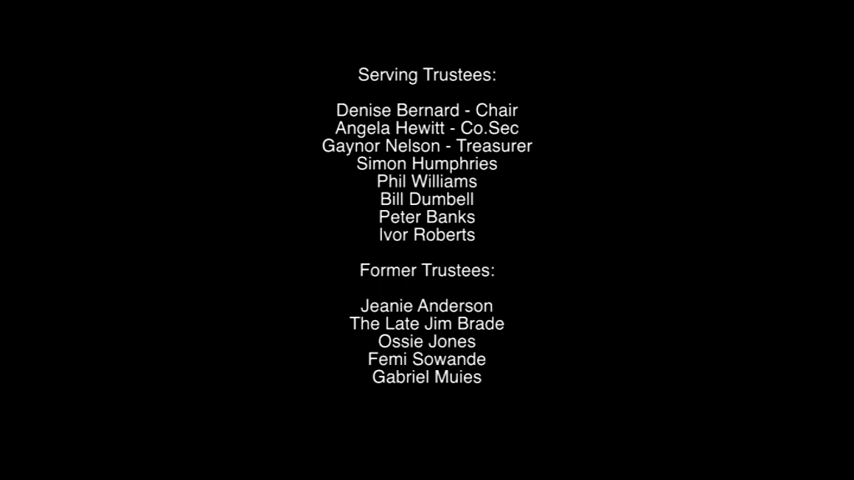 Serving Trustees:
Denise Bernard - Chair
Angela Hewitt - Co.Sec
Gaynor Nelson - Treasurer
Simon Humphries
Phil Williams
Bill Dumbell
Peter Banks
Ivor Roberts
Former Trustees:
Jeanie Anderson
The Late Jim Brade
Ossie Jones
Femi Sowande
Gabriel Muies